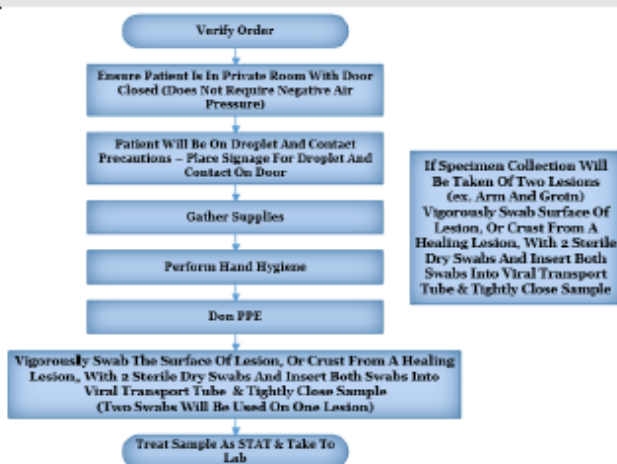 Verify Order
Ensure Patient Is In Private Room With Door
Closed (Does Not Require Negative Air
Pressure)
Patient Will Be On Droplet And Contact
Precautions – Place Signage For Droplet And
Contact On Door
Gather Supplies
Perform Hand Hygiene
Don PPE
Vigorously Swab The Surface Of Lesion, Or Crust From A Healing
Lesion, With 2 Sterile Dry Swabs And Insert Both Swabs Into
Viral Transport Tube & Tightly Close Sample
(Two Swabs Will Be Used On One Lesion)
Treat Sample As STAT & Take To
Lab
If Specimen Collection Will
Be Taken Of Two Lesions
(ex. Arm And Groin)
Vigorously Swab Surface Of
Lesion, Or Crust From A
Healing Lesion, With 2 Sterile
Dry Swabs And Insert Both
Swabs Into Viral Transport
Tube & Tightly Close Sample